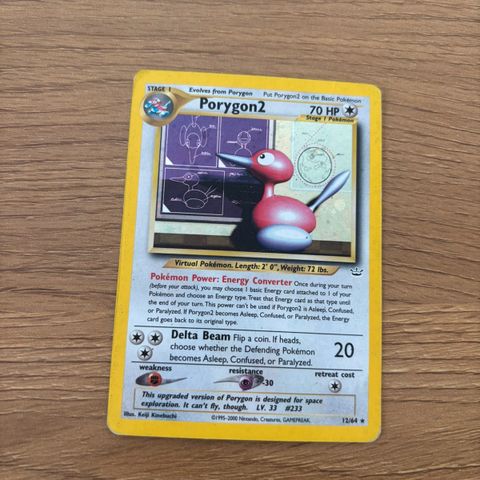 STAGE 1 Evolves from Porygon Put Porygon2 on the Basic Pokémon
Porygon2 70 HP
Stage 1 Pokémon
Virtual Pokémon. Length: 2' 0", Weight: 72 lbs.
Pokémon Power: Energy Converter Once during your turn
(before your attack), you may choose 1 basic Energy card attached to 1 of your
Pokémon and choose an Energy type. Treat that Energy card as that type until
the end of your turn. This power can't be used if Porygon2 is Asleep, Confused,
or Paralyzed. If Porygon2 becomes Asleep, Confused, or Paralyzed, the Energy
card goes back to its original type.
Delta Beam Flip a coin. If heads,
choose whether the Defending Pokémon
becomes Asleep, Confused, or Paralyzed.
20
weakness resistance retreat cost
-30
This upgraded version of Porygon is designed for space
exploration. It can't fly, though. LV. 33 #233
Illus. Keiji Kinebuchi ©1995-2000 Nintendo, Creatures, GAMEFREAK. 12/64 ★